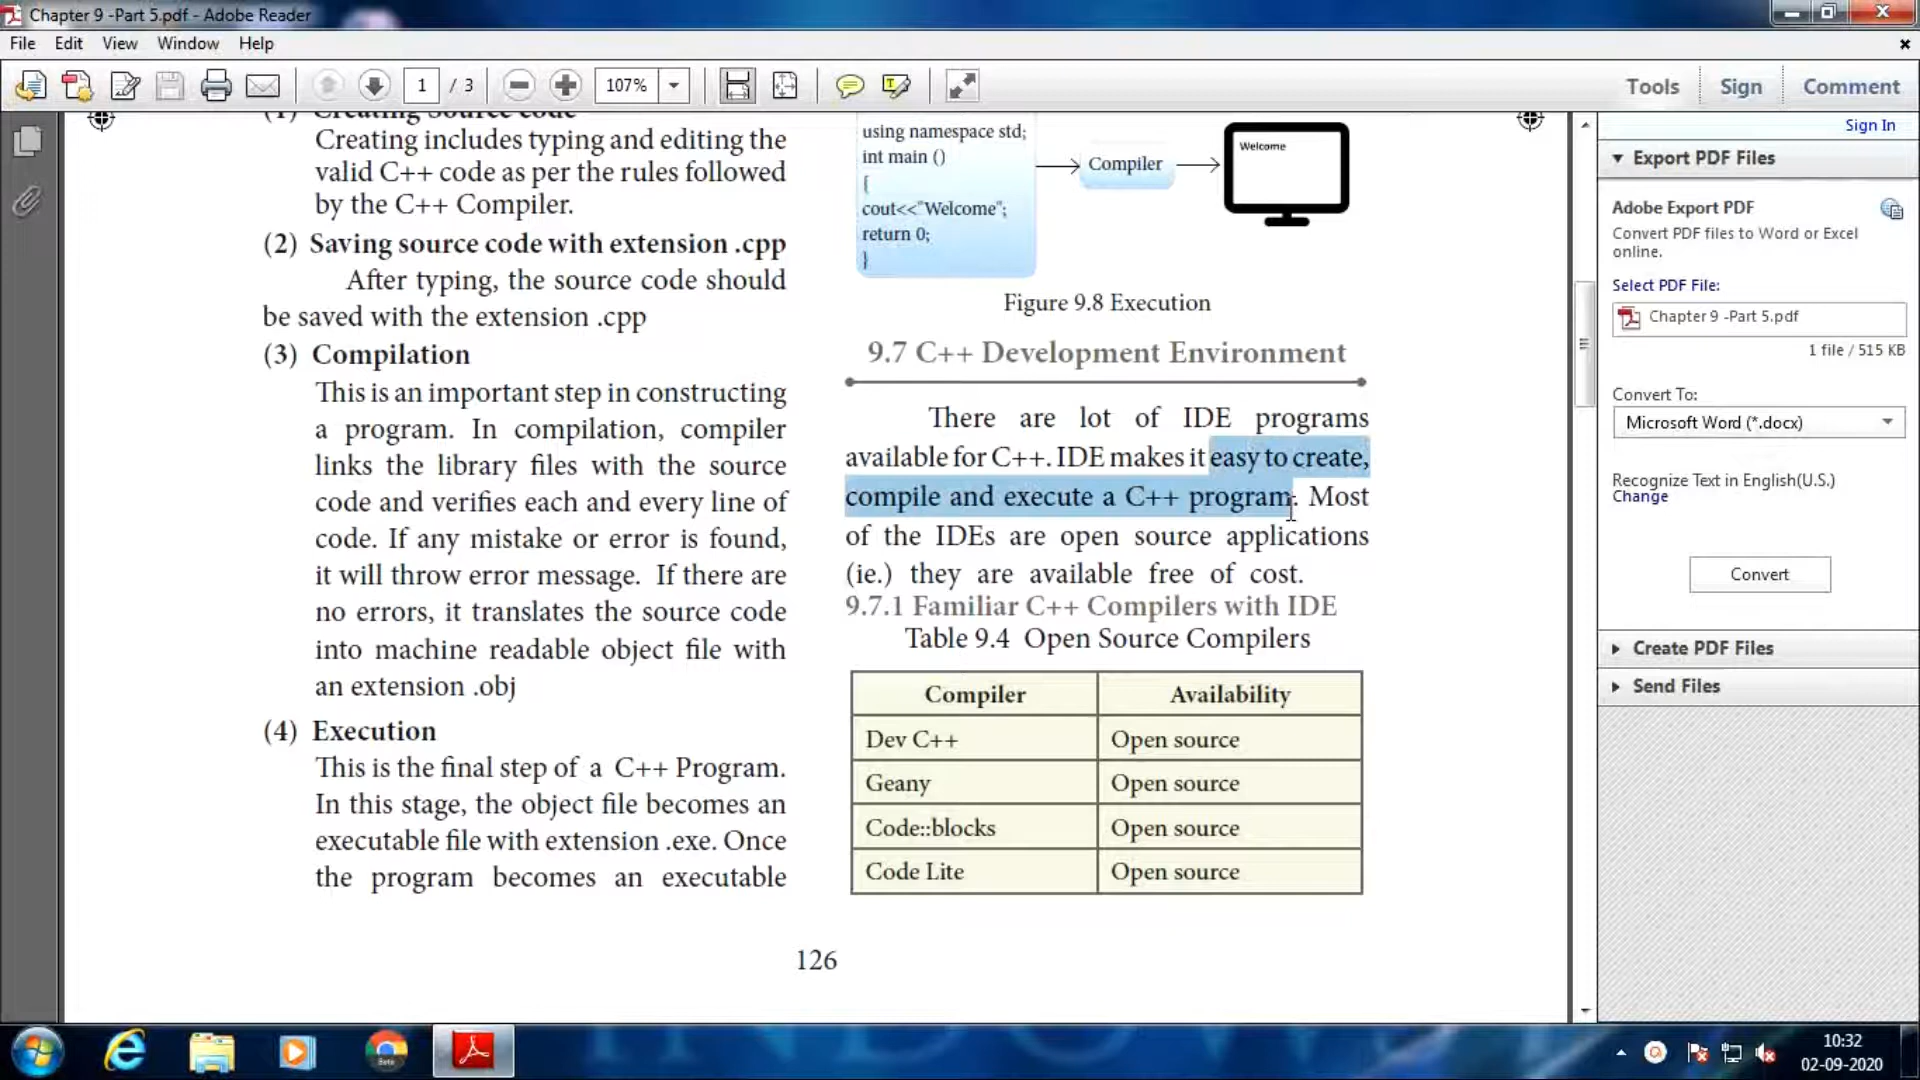 Chapter 9 -Part 5.pdf - Adobe Reader
File Edit View Window Help
1 / 3
107%
Tools Sign Comment
(1) Creating Source code
Creating includes typing and editing the
valid C++ code as per the rules followed
by the C++ Compiler.
(2) Saving source code with extension .cpp
After typing, the source code should
be saved with the extension .cpp
(3) Compilation
This is an important step in constructing
a program. In compilation, compiler
links the library files with the source
code and verifies each and every line of
code. If any mistake or error is found,
it will throw error message. If there are
no errors, it translates the source code
into machine readable object file with
an extension .obj
(4) Execution
This is the final step of a C++ Program.
In this stage, the object file becomes an
executable file with extension .exe. Once
the program becomes an executable
using namespace std;
int main ()
{
cout<<"Welcome";
return 0;
}
Compiler
Welcome
Figure 9.8 Execution
9.7 C++ Development Environment
There are lot of IDE programs
available for C++. IDE makes it easy to create,
compile and execute a C++ program. Most
of the IDEs are open source applications
(ie.) they are available free of cost.
9.7.1 Familiar C++ Compilers with IDE
Table 9.4 Open Source Compilers
Compiler Availability
Dev C++ Open source
Geany Open source
Code::blocks Open source
Code Lite Open source
126
Sign In
Export PDF Files
Adobe Export PDF
Convert PDF files to Word or Excel
online.
Select PDF File:
Chapter 9 -Part 5.pdf
1 file / 515 KB
Convert To:
Microsoft Word (*.docx)
Recognize Text in English(U.S.)
Change
Convert
Create PDF Files
Send Files
Beta
10:32
02-09-2020